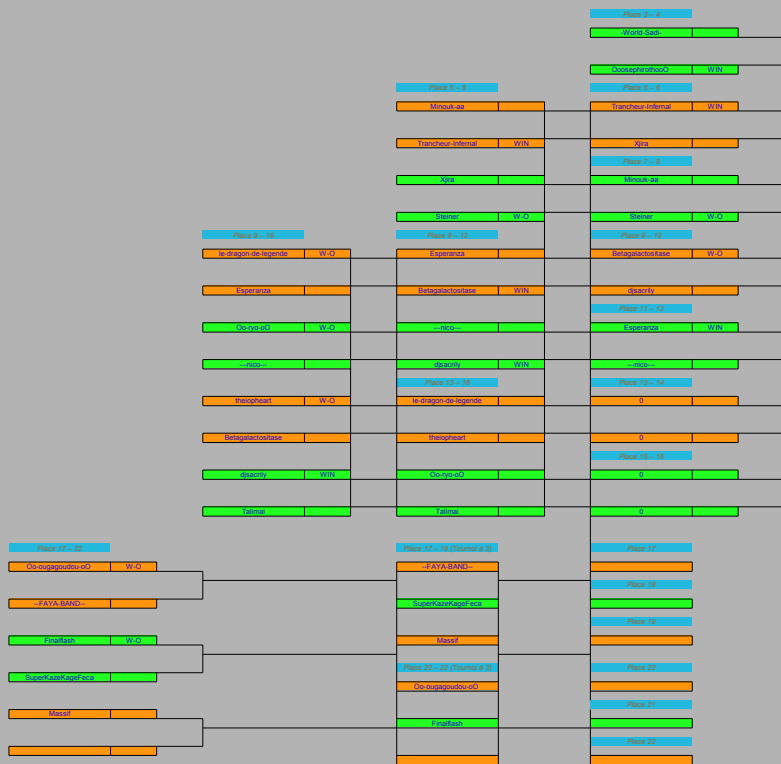 Place 3 – 4
-World-Sadi-
OoosephirothooO WIN
Place 5 – 8
Place 5 – 6
Minouk-aa
Trancheur-Infernal WIN
Trancheur-Infernal WIN
Xjira
Place 7 – 8
Xjira
Minouk-aa
Steiner W-O
Steiner W-O
Place 9 – 16
Place 9 – 12
Place 9 – 10
le-dragon-de-legende W-O
Esperanza
Betagalactositase W-O
Esperanza
Betagalactositase WIN
djsacrily
Place 11 – 12
Oo-ryo-oO W-O
---nico---
Esperanza WIN
---nico---
djsacrily WIN
---nico---
Place 13 – 16
Place 13 – 14
theiopheart W-O
le-dragon-de-legende
0
Betagalactositase
theiopheart
0
Place 15 – 16
djsacrily WIN
Oo-ryo-oO
0
Talimai
Talimai
0
Place 17 – 22
Place 17 – 19 (Tournoi à 3)
Place 17
Oo-ougagoudou-oO W-O
--FAYA-BAND--
Place 18
--FAYA-BAND--
SuperKazeKageFeca
Place 19
Finalflash W-O
Massif
Place 20 – 22 (Tournoi à 3)
Place 20
SuperKazeKageFeca
Oo-ougagoudou-oO
Place 21
Massif
Finalflash
Place 22